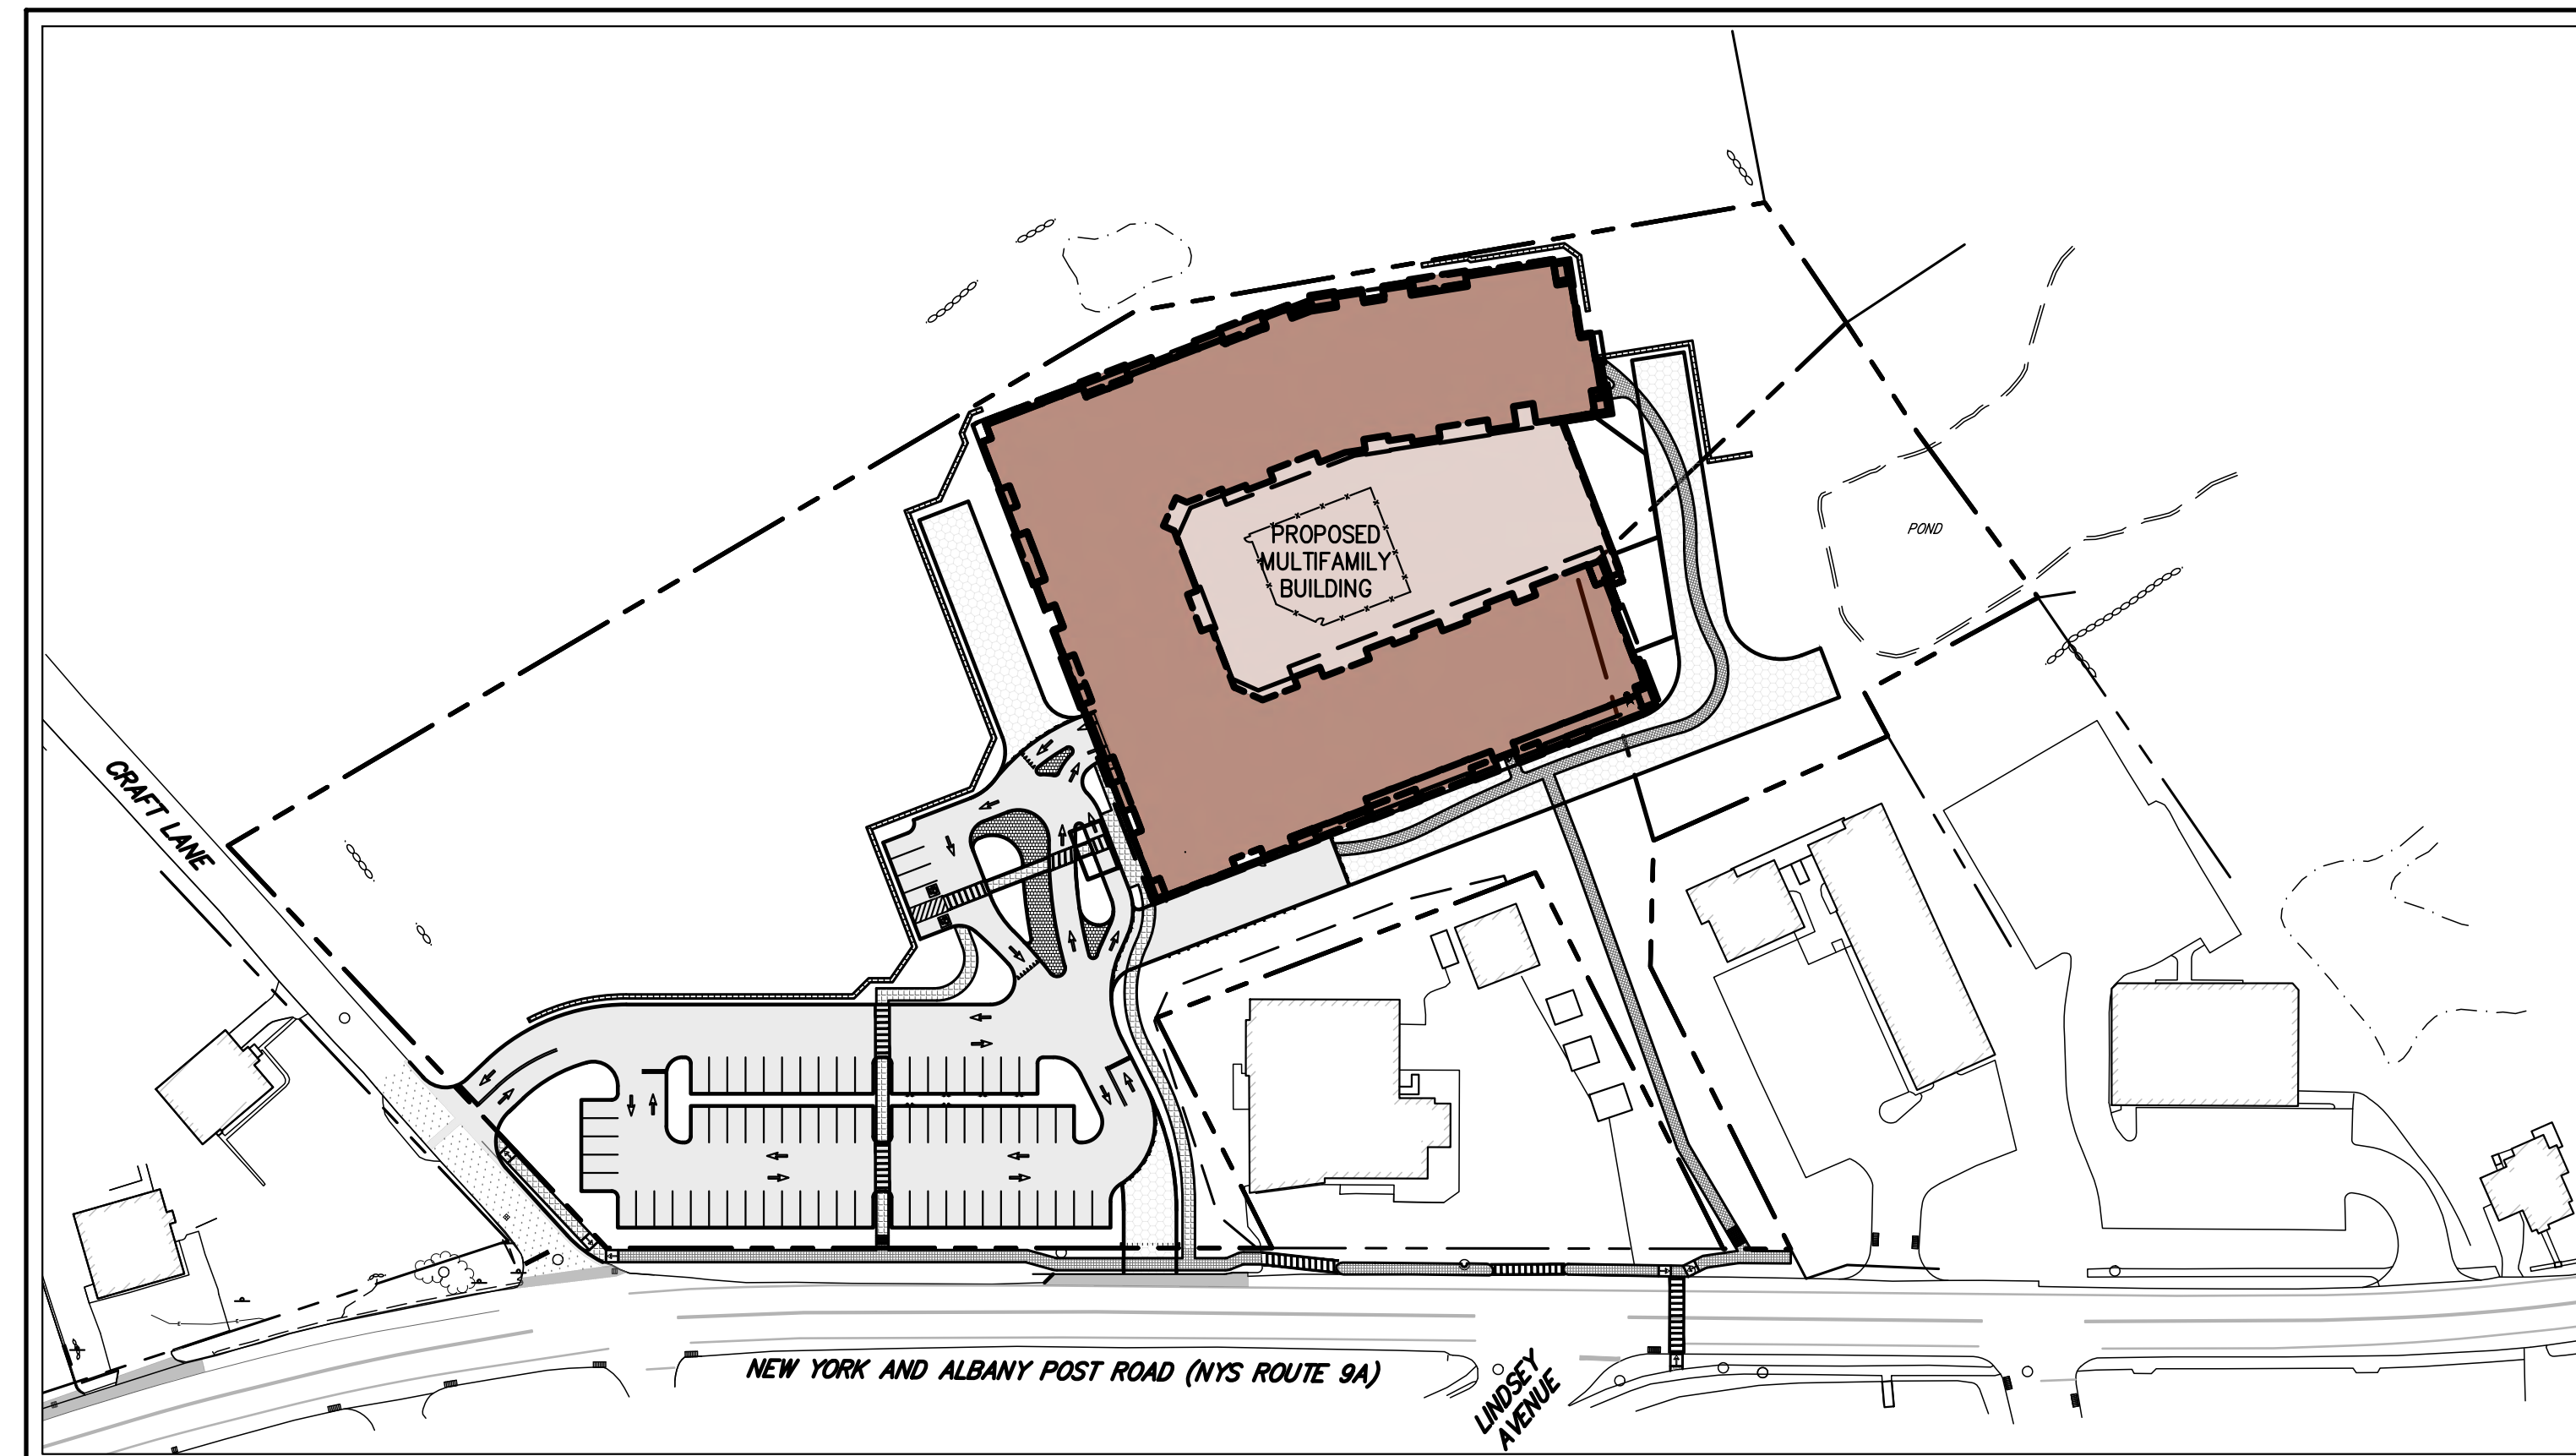 PROPOSED
MULTIFAMILY
BUILDING
POND
CRAFT LANE
NEW YORK AND ALBANY POST ROAD (NYS ROUTE 9A)
LINDSEY
AVENUE